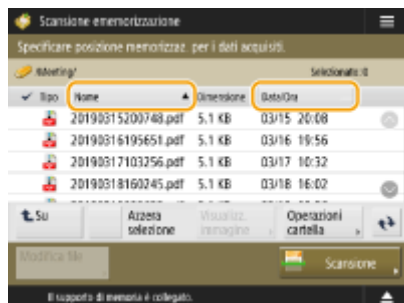 Scansione ememorizzazione
Specificare posizione memorizzaz. per i dati acquisiti.
/Meeting/ Selezionato:0
Tipo Nome Dimensione Data/Ora
20190315200748.pdf 5.1 KB 03/15 20:08
20190316195651.pdf 5.1 KB 03/16 19:56
20190317103256.pdf 5.1 KB 03/17 10:32
20190318160245.pdf 5.1 KB 03/18 16:02
Su Azzera selezione Visualizz. immagine Operazioni cartella
Modifica file Scansione
Il supporto di memoria è collegato.